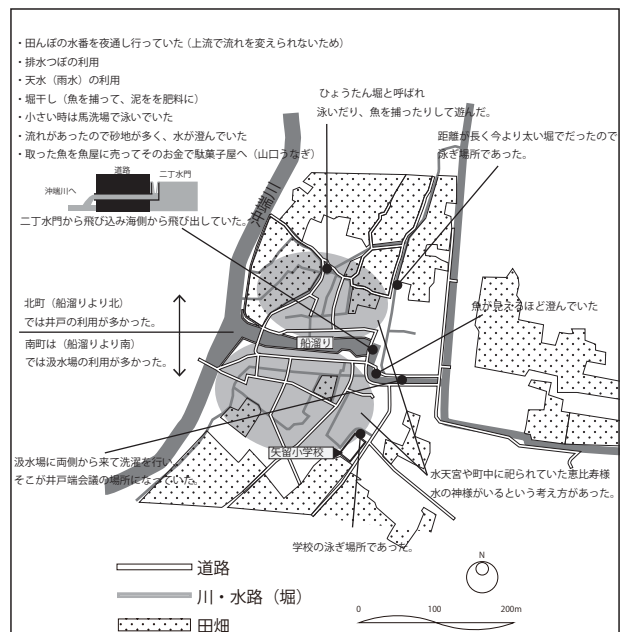 ・田んぼの水番を夜通し行っていた（上流で流れを変えられないため）
・排水つぼの利用
・天水（雨水）の利用
・堀干し（魚を捕って、泥をを肥料に）
・小さい時は馬洗場で泳いでいた
・流れがあったので砂地が多く、水が澄んでいた
・取った魚を魚屋に売ってそのお金で駄菓子屋へ（山口うなぎ）
ひょうたん堀と呼ばれ
泳いだり、魚を捕ったりして遊んだ。
距離が長く今より太い堀でだったので
泳ぎ場所であった。
道路
二丁水門
沖端川へ
二丁水門から飛び込み海側から飛び出していた。
沖端川
北町（船溜りより北）
では井戸の利用が多かった。
南町は（船溜りより南）
では汲水場の利用が多かった。
船溜り
魚が見えるほど澄んでいた
汲水場に両側から来て洗濯を行い、
そこが井戸端会議の場所になっていた。
矢留小学校
水天宮や町中に祀られていた恵比寿様
水の神様がいるという考え方があった。
学校の泳ぎ場所であった。
道路
川・水路（堀）
田畑
N
0 100 200m